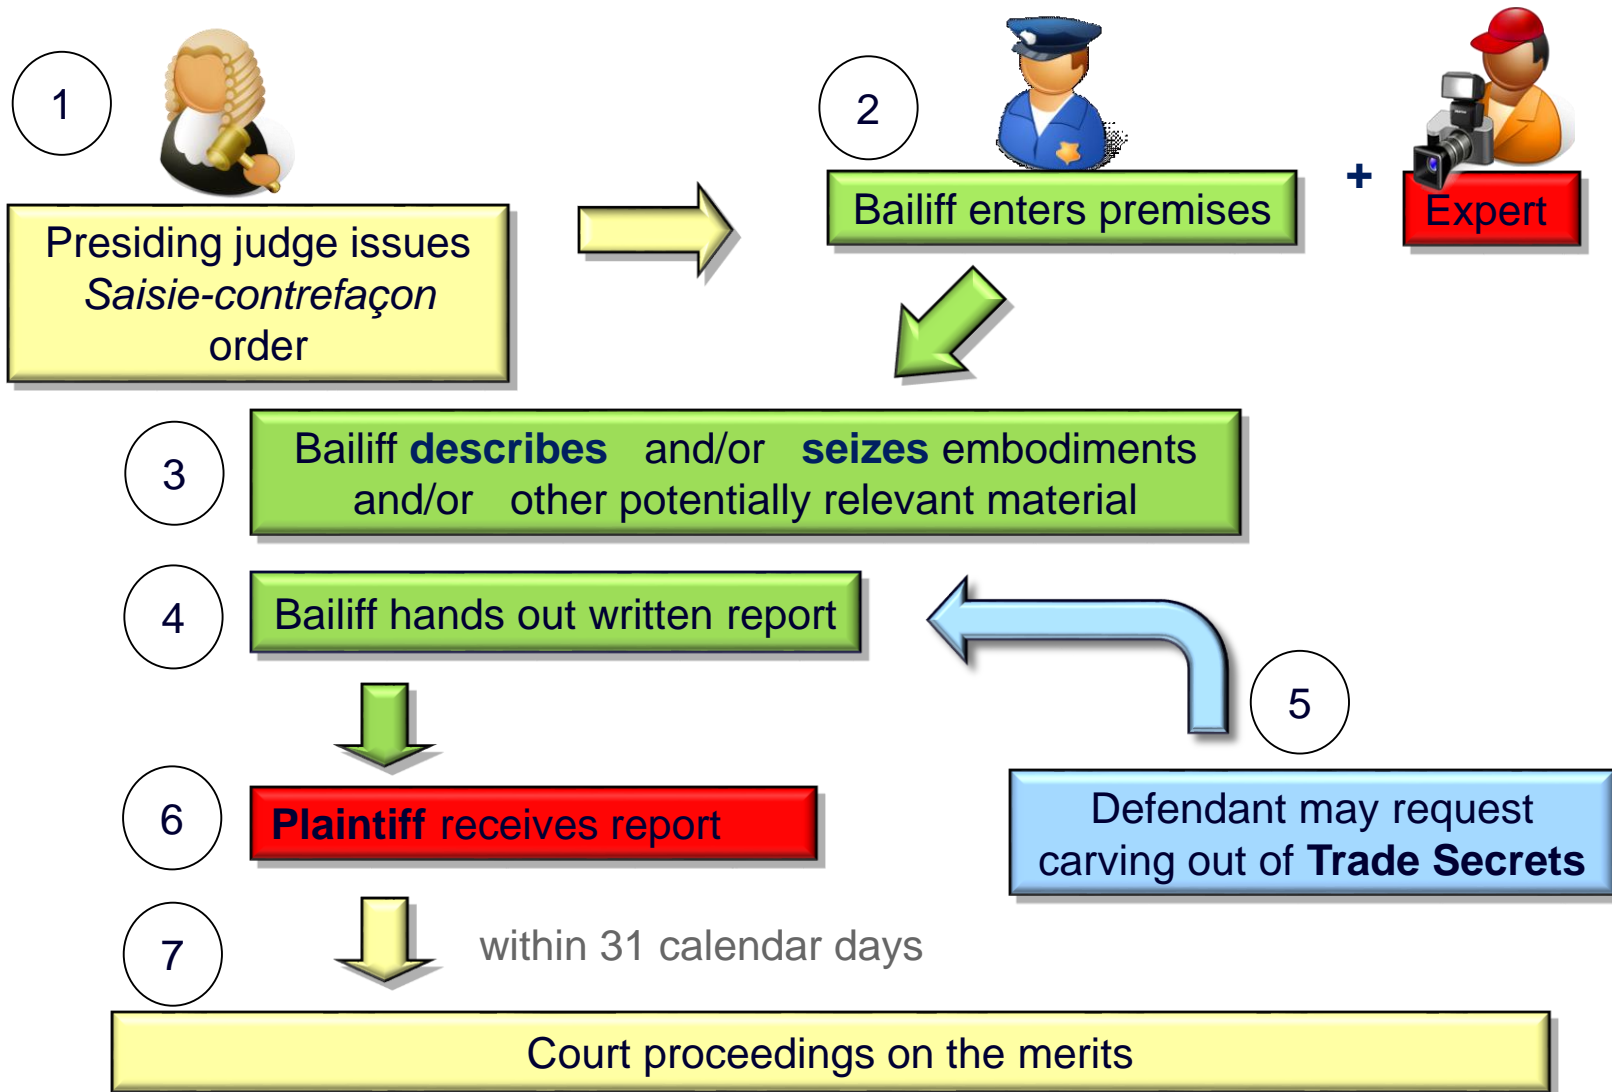 1
Presiding judge issues
Saisie-contrefaçon
order
2
Bailiff enters premises
+
Expert
3
Bailiff describes and/or seizes embodiments
and/or other potentially relevant material
4
Bailiff hands out written report
5
Defendant may request
carving out of Trade Secrets
6
Plaintiff receives report
7
within 31 calendar days
Court proceedings on the merits